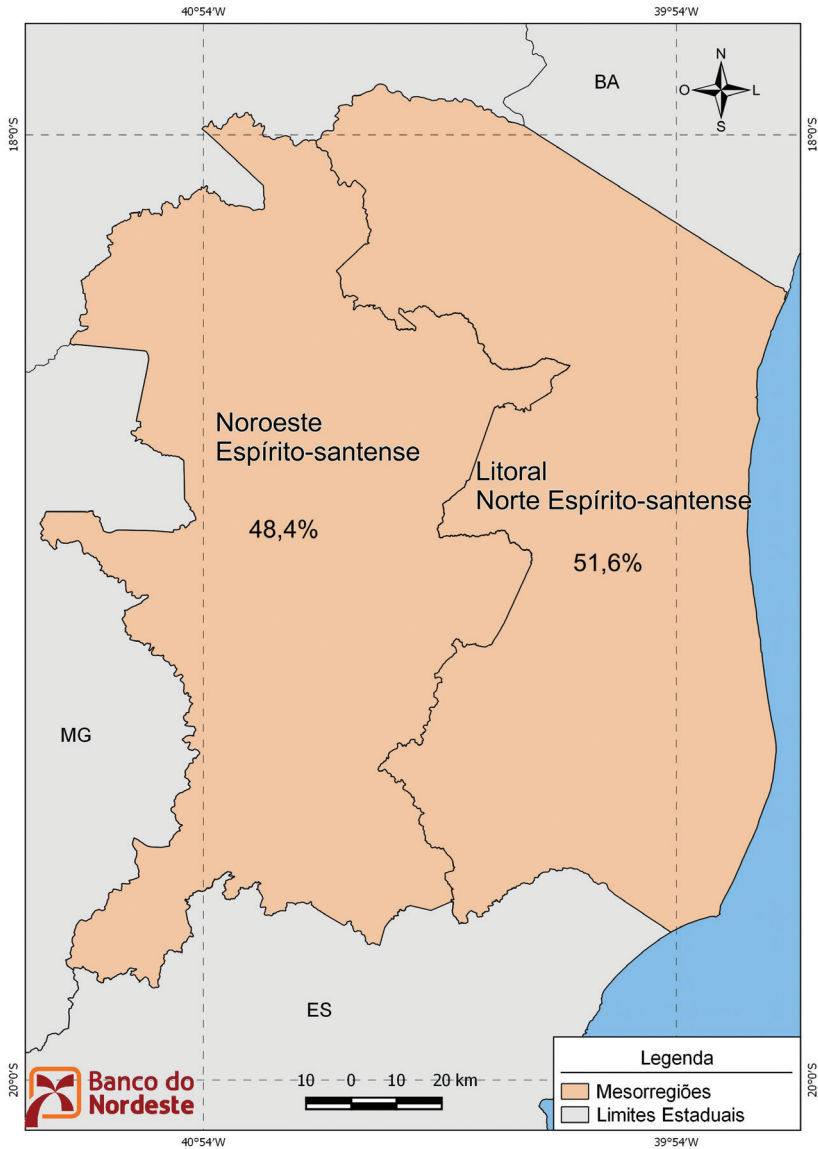 40°54'W
39°54'W
N
O
L
S
BA
18°0'S
18°0'S
Noroeste
Espírito-santense
48,4%
Litoral
Norte Espírito-santense
51,6%
MG
ES
20°0'S
20°0'S
Banco do
Nordeste
10 0 10 20 km
Legenda
Mesorregiões
Limites Estaduais
40°54'W
39°54'W